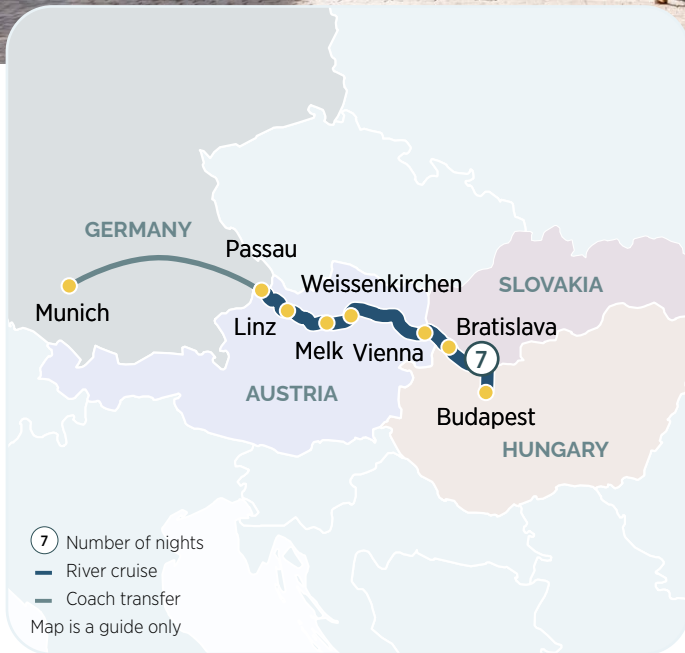 GERMANY
Passau
Weissenkirchen
SLOVAKIA
Munich
Linz
Bratislava
Melk
Vienna
7
AUSTRIA
Budapest
HUNGARY
7 Number of nights
River cruise
Coach transfer
Map is a guide only